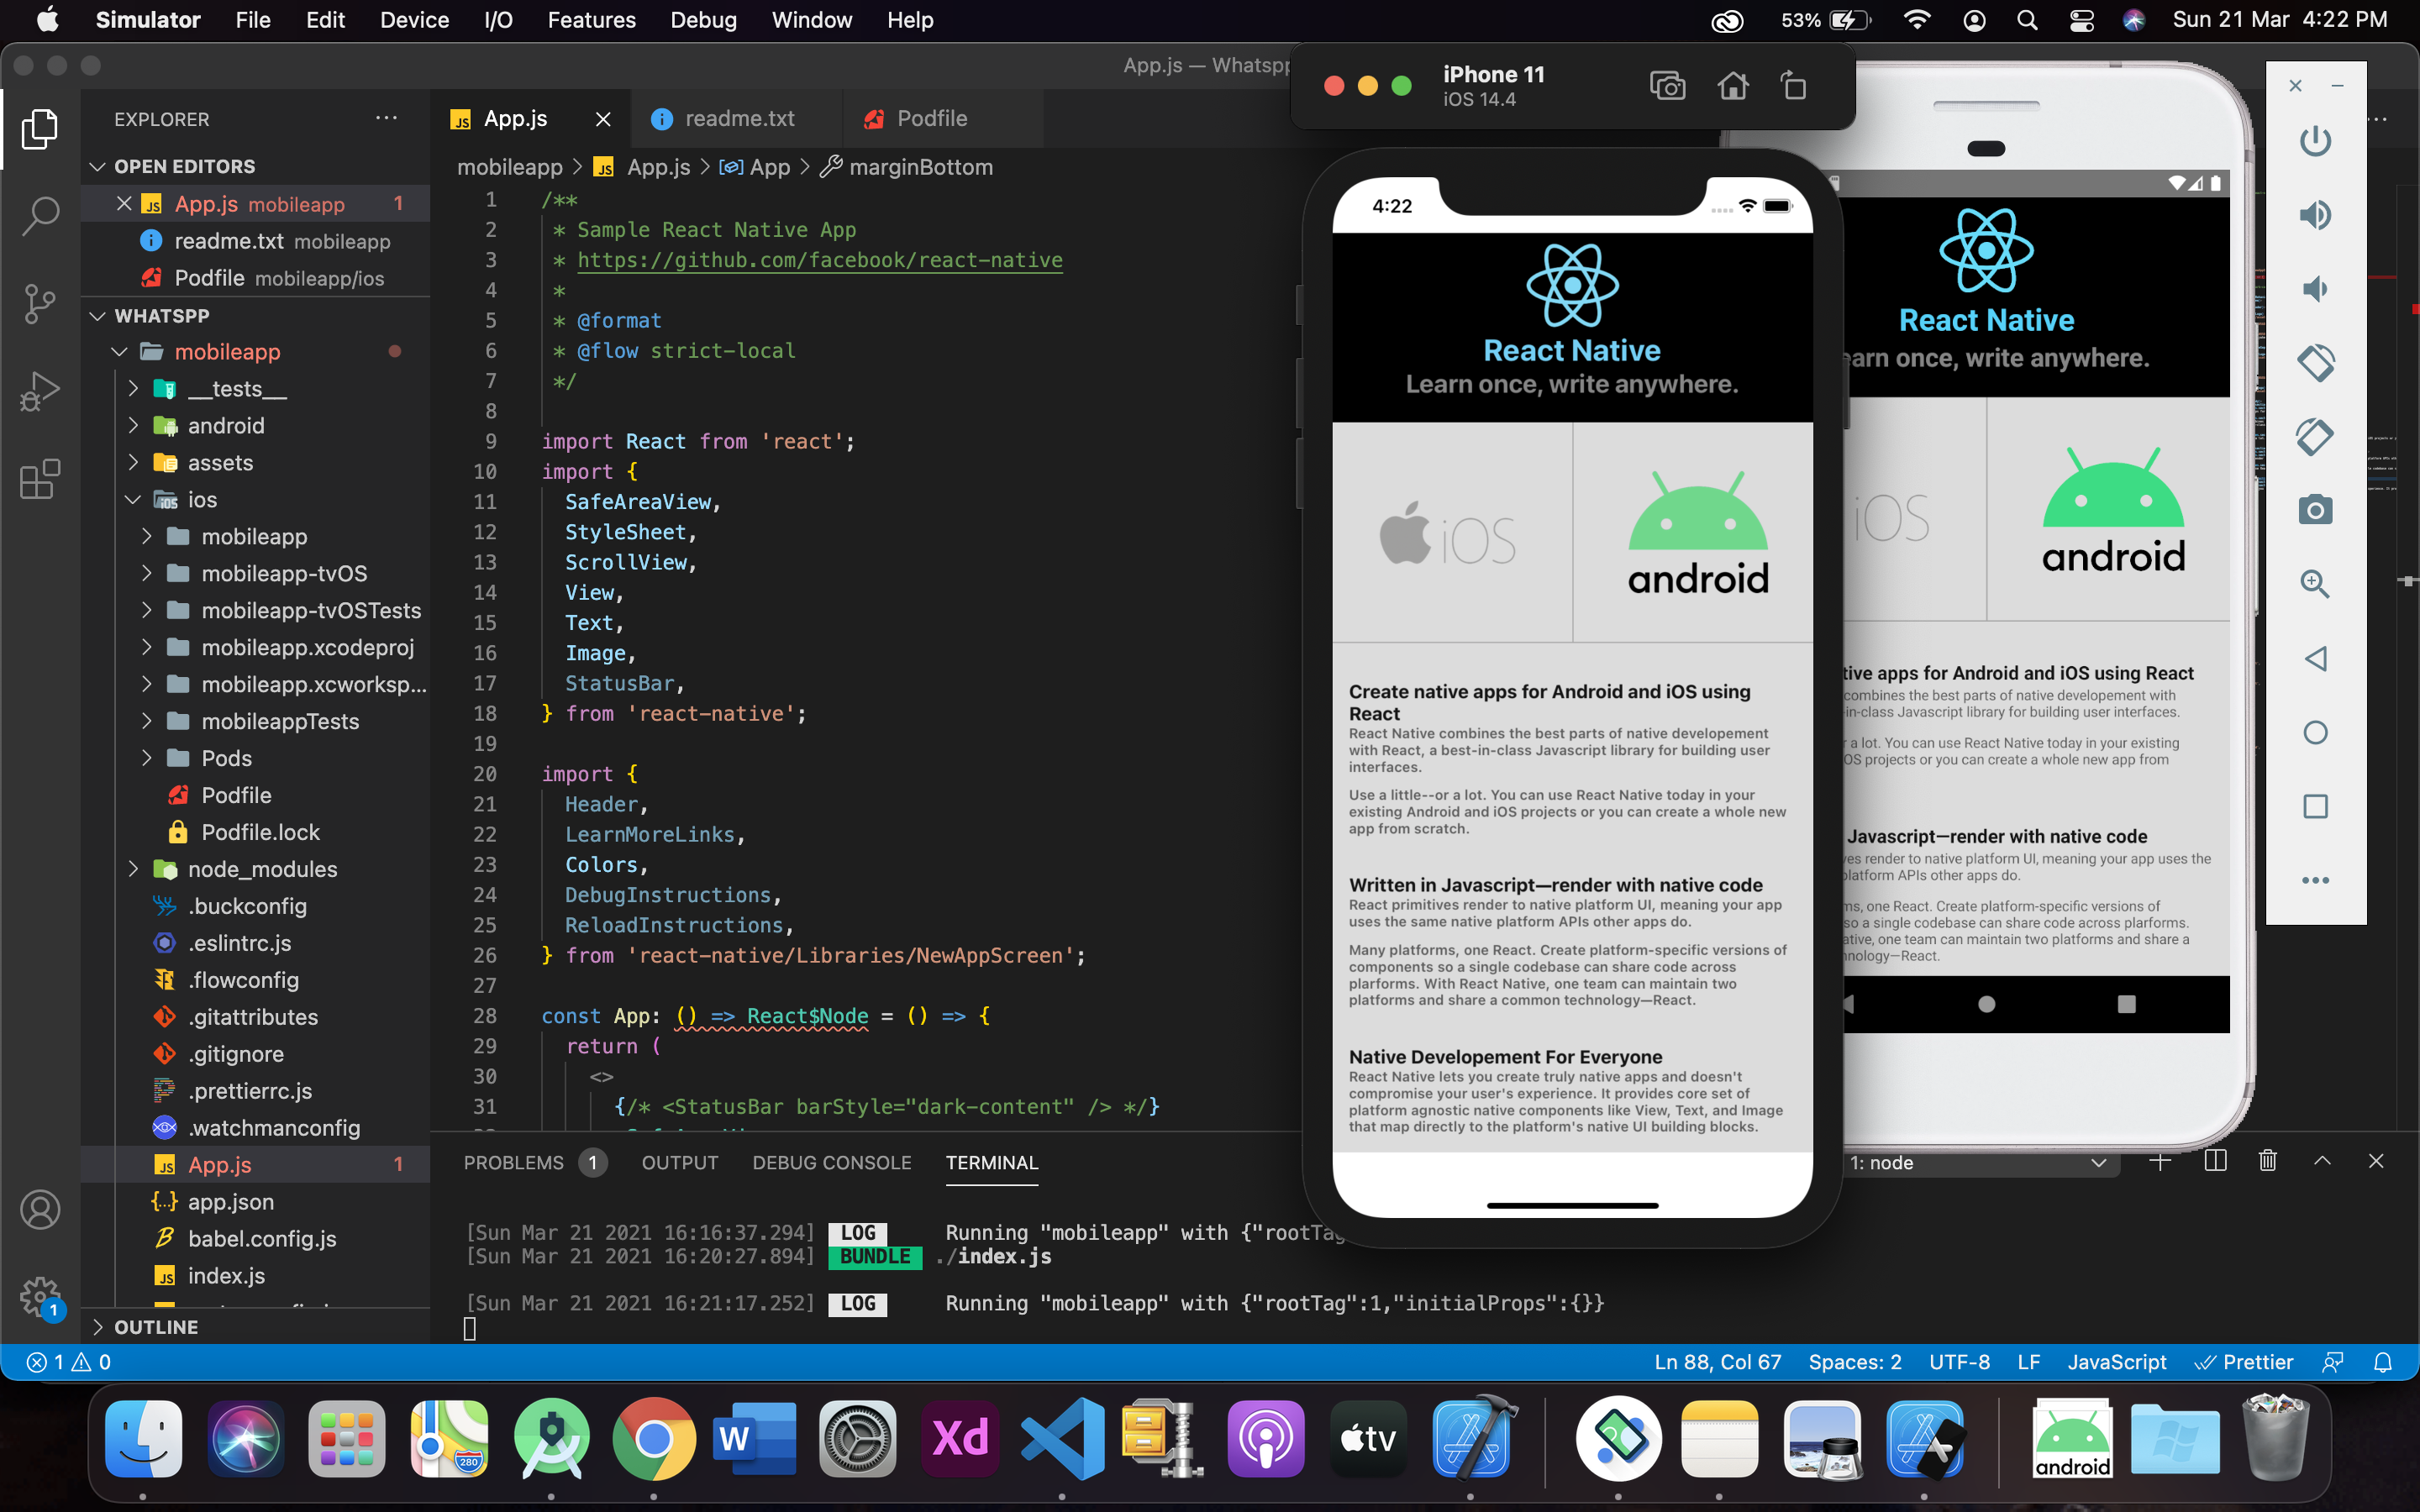 Simulator File Edit Device I/O Features Debug Window Help 53% Sun 21 Mar 4:22 PM
App.js — Whatspp
EXPLORER
OPEN EDITORS
App.js mobileapp 1
readme.txt mobileapp
Podfile mobileapp/ios
WHATSPP
mobileapp
__tests__
android
assets
ios
mobileapp
mobileapp-tvOS
mobileapp-tvOSTests
mobileapp.xcodeproj
mobileapp.xcworksp...
mobileappTests
Pods
Podfile
Podfile.lock
node_modules
.buckconfig
.eslintrc.js
.flowconfig
.gitattributes
.gitignore
.prettierrc.js
.watchmanconfig
App.js 1
app.json
babel.config.js
index.js
OUTLINE
App.js readme.txt Podfile
mobileapp > App.js > App > marginBottom
1 /**
2 * Sample React Native App
3 * https://github.com/facebook/react-native
4 *
5 * @format
6 * @flow strict-local
7 */
8
9 import React from 'react';
10 import {
11 SafeAreaView,
12 StyleSheet,
13 ScrollView,
14 View,
15 Text,
16 Image,
17 StatusBar,
18 } from 'react-native';
19
20 import {
21 Header,
22 LearnMoreLinks,
23 Colors,
24 DebugInstructions,
25 ReloadInstructions,
26 } from 'react-native/Libraries/NewAppScreen';
27
28 const App: () => React$Node = () => {
29 return (
30 <>
31 {/* <StatusBar barStyle="dark-content" /> */}
PROBLEMS 1 OUTPUT DEBUG CONSOLE TERMINAL
1: node
[Sun Mar 21 2021 16:16:37.294] LOG Running "mobileapp" with {"rootTag
[Sun Mar 21 2021 16:20:27.894] BUNDLE ./index.js
[Sun Mar 21 2021 16:21:17.252] LOG Running "mobileapp" with {"rootTag":1,"initialProps":{}}
1
1 0
Ln 88, Col 67 Spaces: 2 UTF-8 LF JavaScript Prettier
iPhone 11
iOS 14.4
4:22
React Native
Learn once, write anywhere.
iOS
android
Create native apps for Android and iOS using
React
React Native combines the best parts of native developement
with React, a best-in-class Javascript library for building user
interfaces.
Use a little--or a lot. You can use React Native today in your
existing Android and iOS projects or you can create a whole new
app from scratch.
Written in Javascript—render with native code
React primitives render to native platform UI, meaning your app
uses the same native platform APIs other apps do.
Many platforms, one React. Create platform-specific versions of
components so a single codebase can share code across
plarforms. With React Native, one team can maintain two
platforms and share a common technology—React.
Native Developement For Everyone
React Native lets you create truly native apps and doesn't
compromise your user's experience. It provides core set of
platform agnostic native components like View, Text, and Image
that map directly to the platform's native UI building blocks.
React Native
earn once, write anywhere.
iOS
android
tive apps for Android and iOS using React
combines the best parts of native developement with
-in-class Javascript library for building user interfaces.
r a lot. You can use React Native today in your existing
OS projects or you can create a whole new app from
Javascript—render with native code
ves render to native platform UI, meaning your app uses the
platform APIs other apps do.
ms, one React. Create platform-specific versions of
so a single codebase can share code across plarforms.
ative, one team can maintain two platforms and share a
hnology—React.
280
W
Xd
tv
android